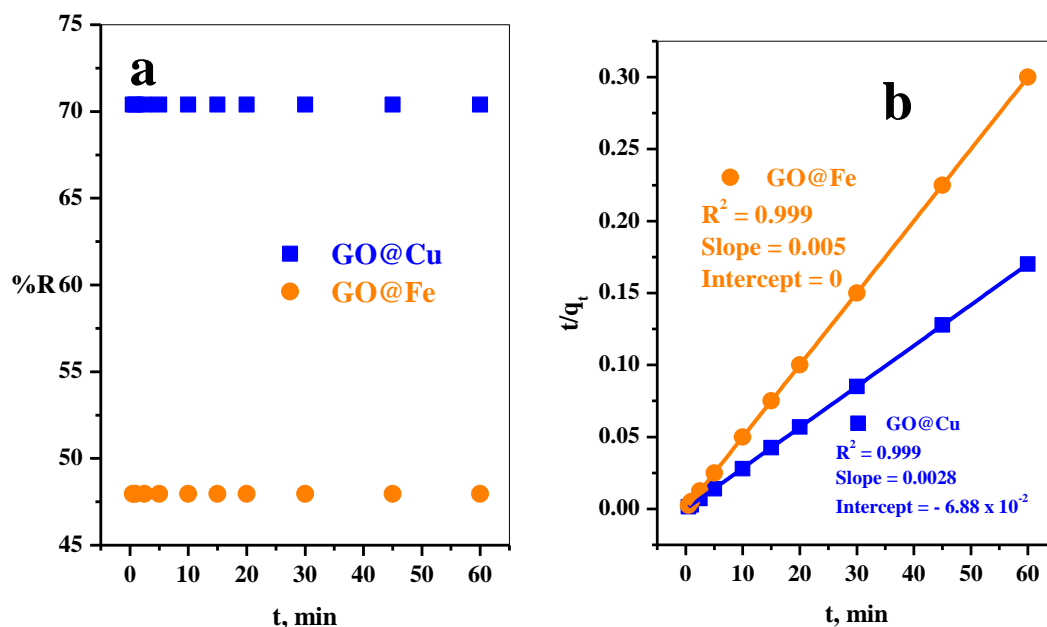 a
75
70
65
%R60
55
50
45
GO@Cu
GO@Fe
0 10 20 30 40 50 60
t, min
b
0.30
0.25
0.20
0.15
0.10
0.05
0.00
t/qₜ
GO@Fe
R² = 0.999
Slope = 0.005
Intercept = 0
GO@Cu
R² = 0.999
Slope = 0.0028
Intercept = - 6.88 x 10⁻²
0 10 20 30 40 50 60
t, min